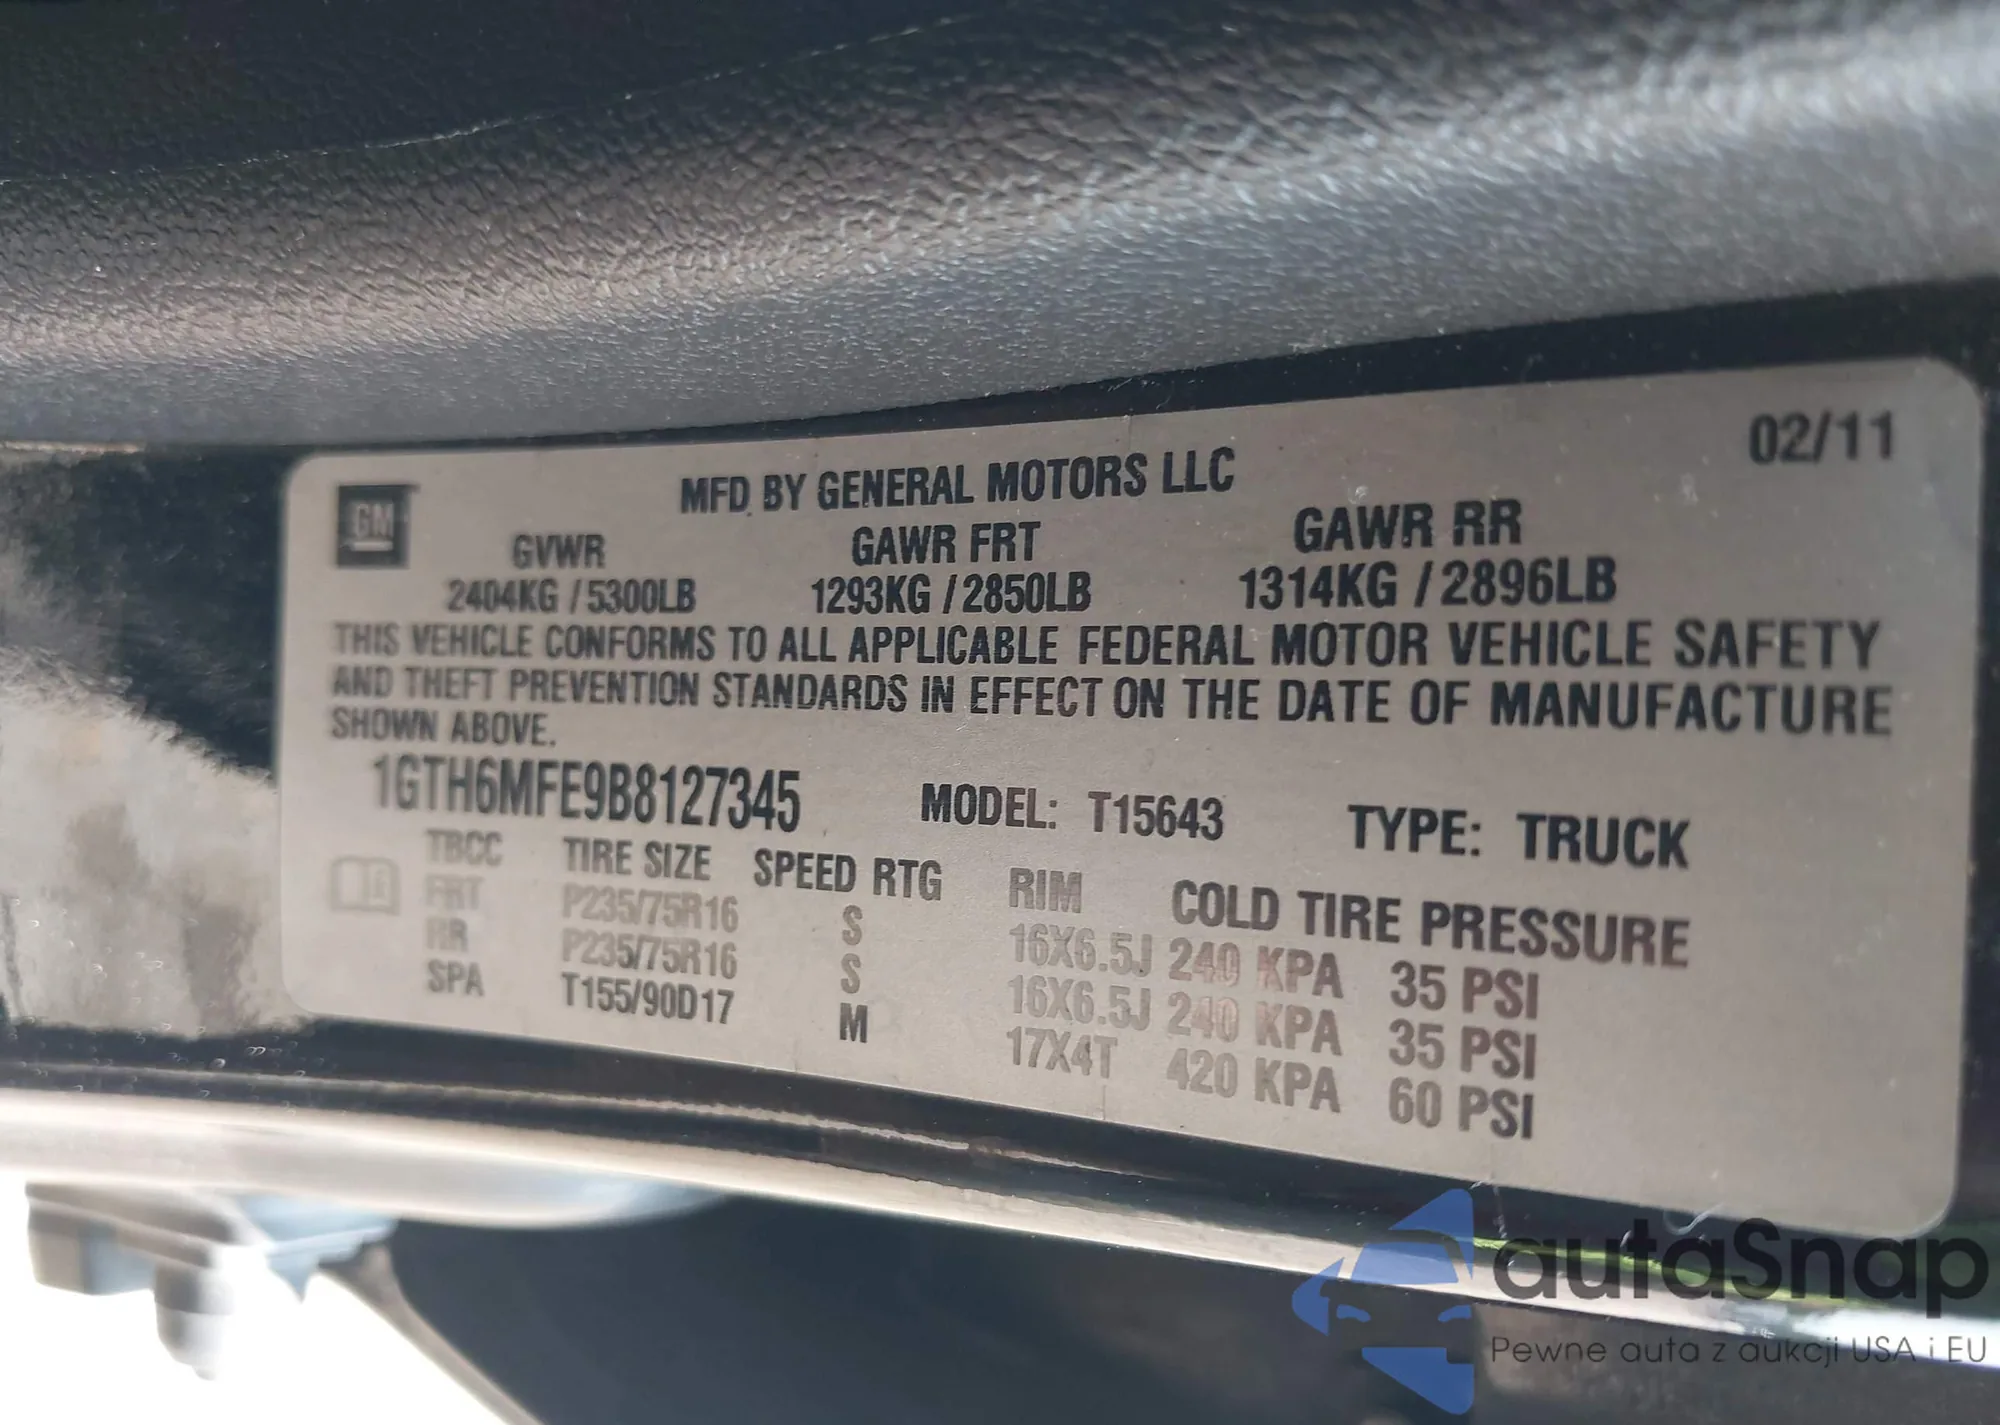 02/11
GM
MFD BY GENERAL MOTORS LLC
GVWR GAWR FRT GAWR RR
2404KG / 5300LB 1293KG / 2850LB 1314KG / 2896LB
THIS VEHICLE CONFORMS TO ALL APPLICABLE FEDERAL MOTOR VEHICLE SAFETY
AND THEFT PREVENTION STANDARDS IN EFFECT ON THE DATE OF MANUFACTURE
SHOWN ABOVE.
1GTH6MFE9B8127345 MODEL: T15643 TYPE: TRUCK
TBCC TIRE SIZE SPEED RTG RIM COLD TIRE PRESSURE
FRT P235/75R16 S 16X6.5J 240 KPA 35 PSI
RR P235/75R16 S 16X6.5J 240 KPA 35 PSI
SPA T155/90D17 M 17X4T 420 KPA 60 PSI
autaSnap
Pewne auta z aukcji USA i EU